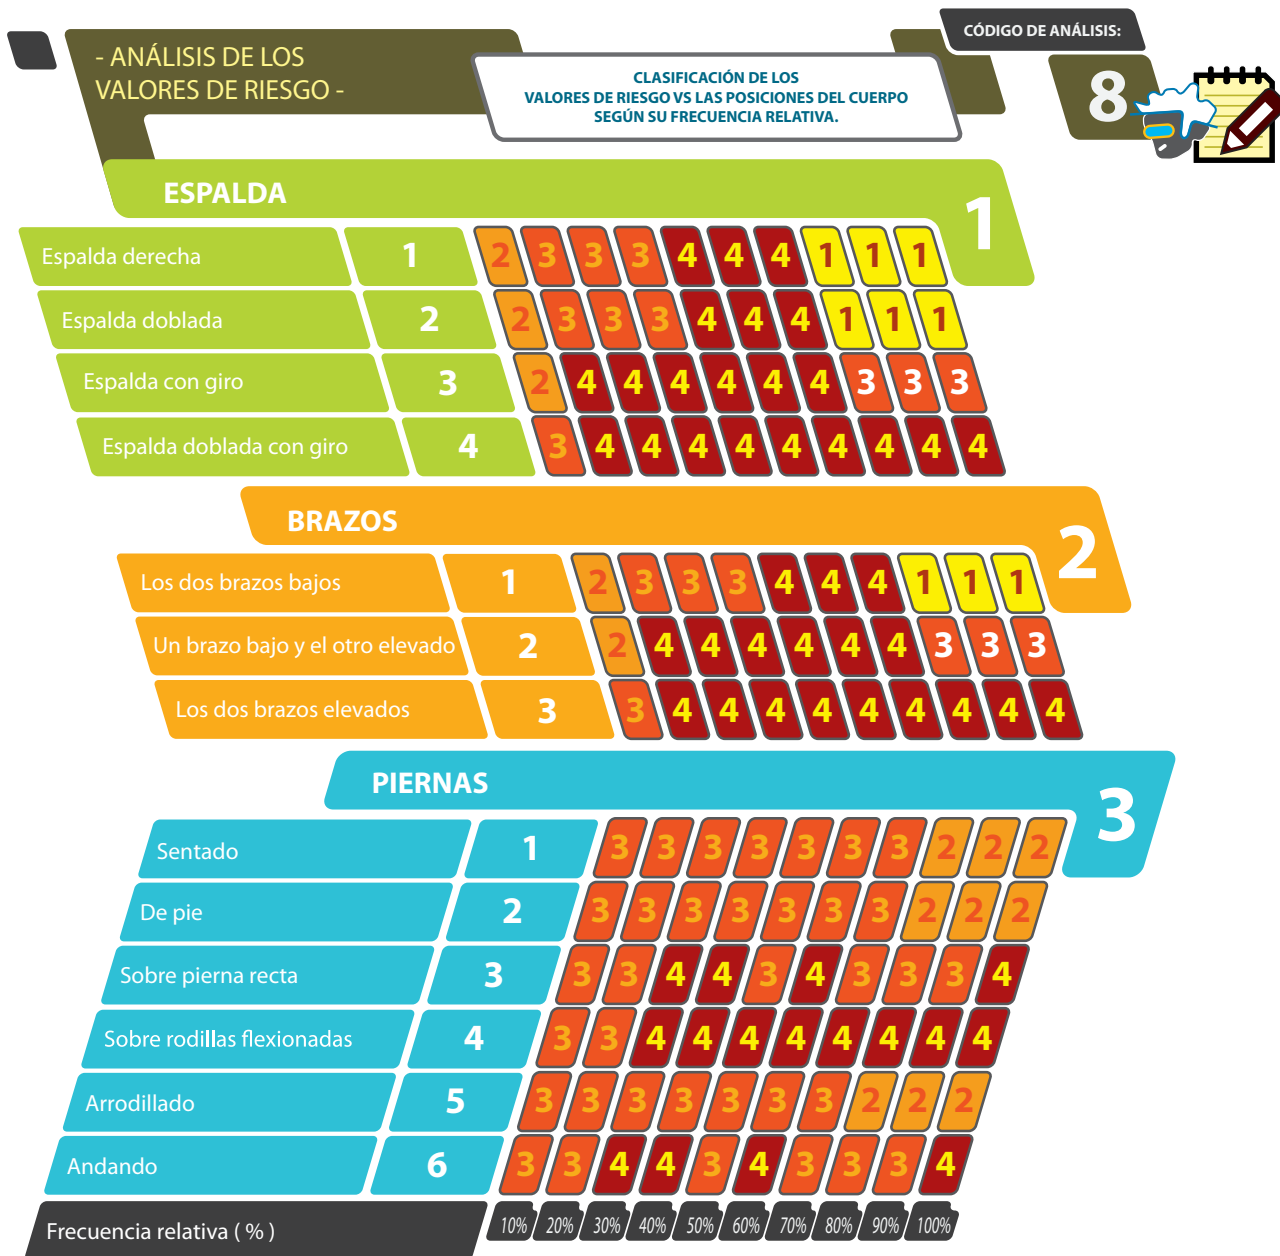 - ANÁLISIS DE LOS
VALORES DE RIESGO -
CLASIFICACIÓN DE LOS
VALORES DE RIESGO VS LAS POSICIONES DEL CUERPO
SEGÚN SU FRECUENCIA RELATIVA.
CÓDIGO DE ANÁLISIS:
8
ESPALDA
1
Espalda derecha 1 2 3 3 3 4 4 4 1 1 1
Espalda doblada 2 2 3 3 3 4 4 4 1 1 1
Espalda con giro 3 2 4 4 4 4 4 4 3 3 3
Espalda doblada con giro 4 3 4 4 4 4 4 4 4 4 4
BRAZOS
2
Los dos brazos bajos 1 2 3 3 3 4 4 4 1 1 1
Un brazo bajo y el otro elevado 2 2 4 4 4 4 4 4 3 3 3
Los dos brazos elevados 3 3 4 4 4 4 4 4 4 4 4
PIERNAS
3
Sentado 1 3 3 3 3 3 3 3 2 2 2
De pie 2 3 3 3 3 3 3 3 2 2 2
Sobre pierna recta 3 3 3 4 4 3 4 3 3 3 4
Sobre rodillas flexionadas 4 3 3 4 4 4 4 4 4 4 4
Arrodillado 5 3 3 3 3 3 3 3 2 2 2
Andando 6 3 3 4 4 3 4 3 3 3 4
Frecuencia relativa ( % ) 10% 20% 30% 40% 50% 60% 70% 80% 90% 100%